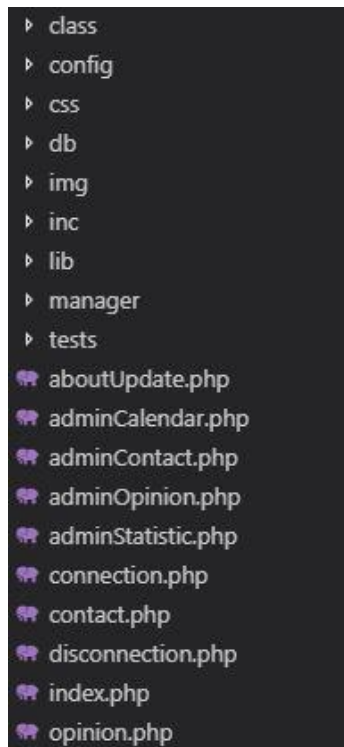 class
config
css
db
img
inc
lib
manager
tests
aboutUpdate.php
adminCalendar.php
adminContact.php
adminOpinion.php
adminStatistic.php
connection.php
contact.php
disconnection.php
index.php
opinion.php